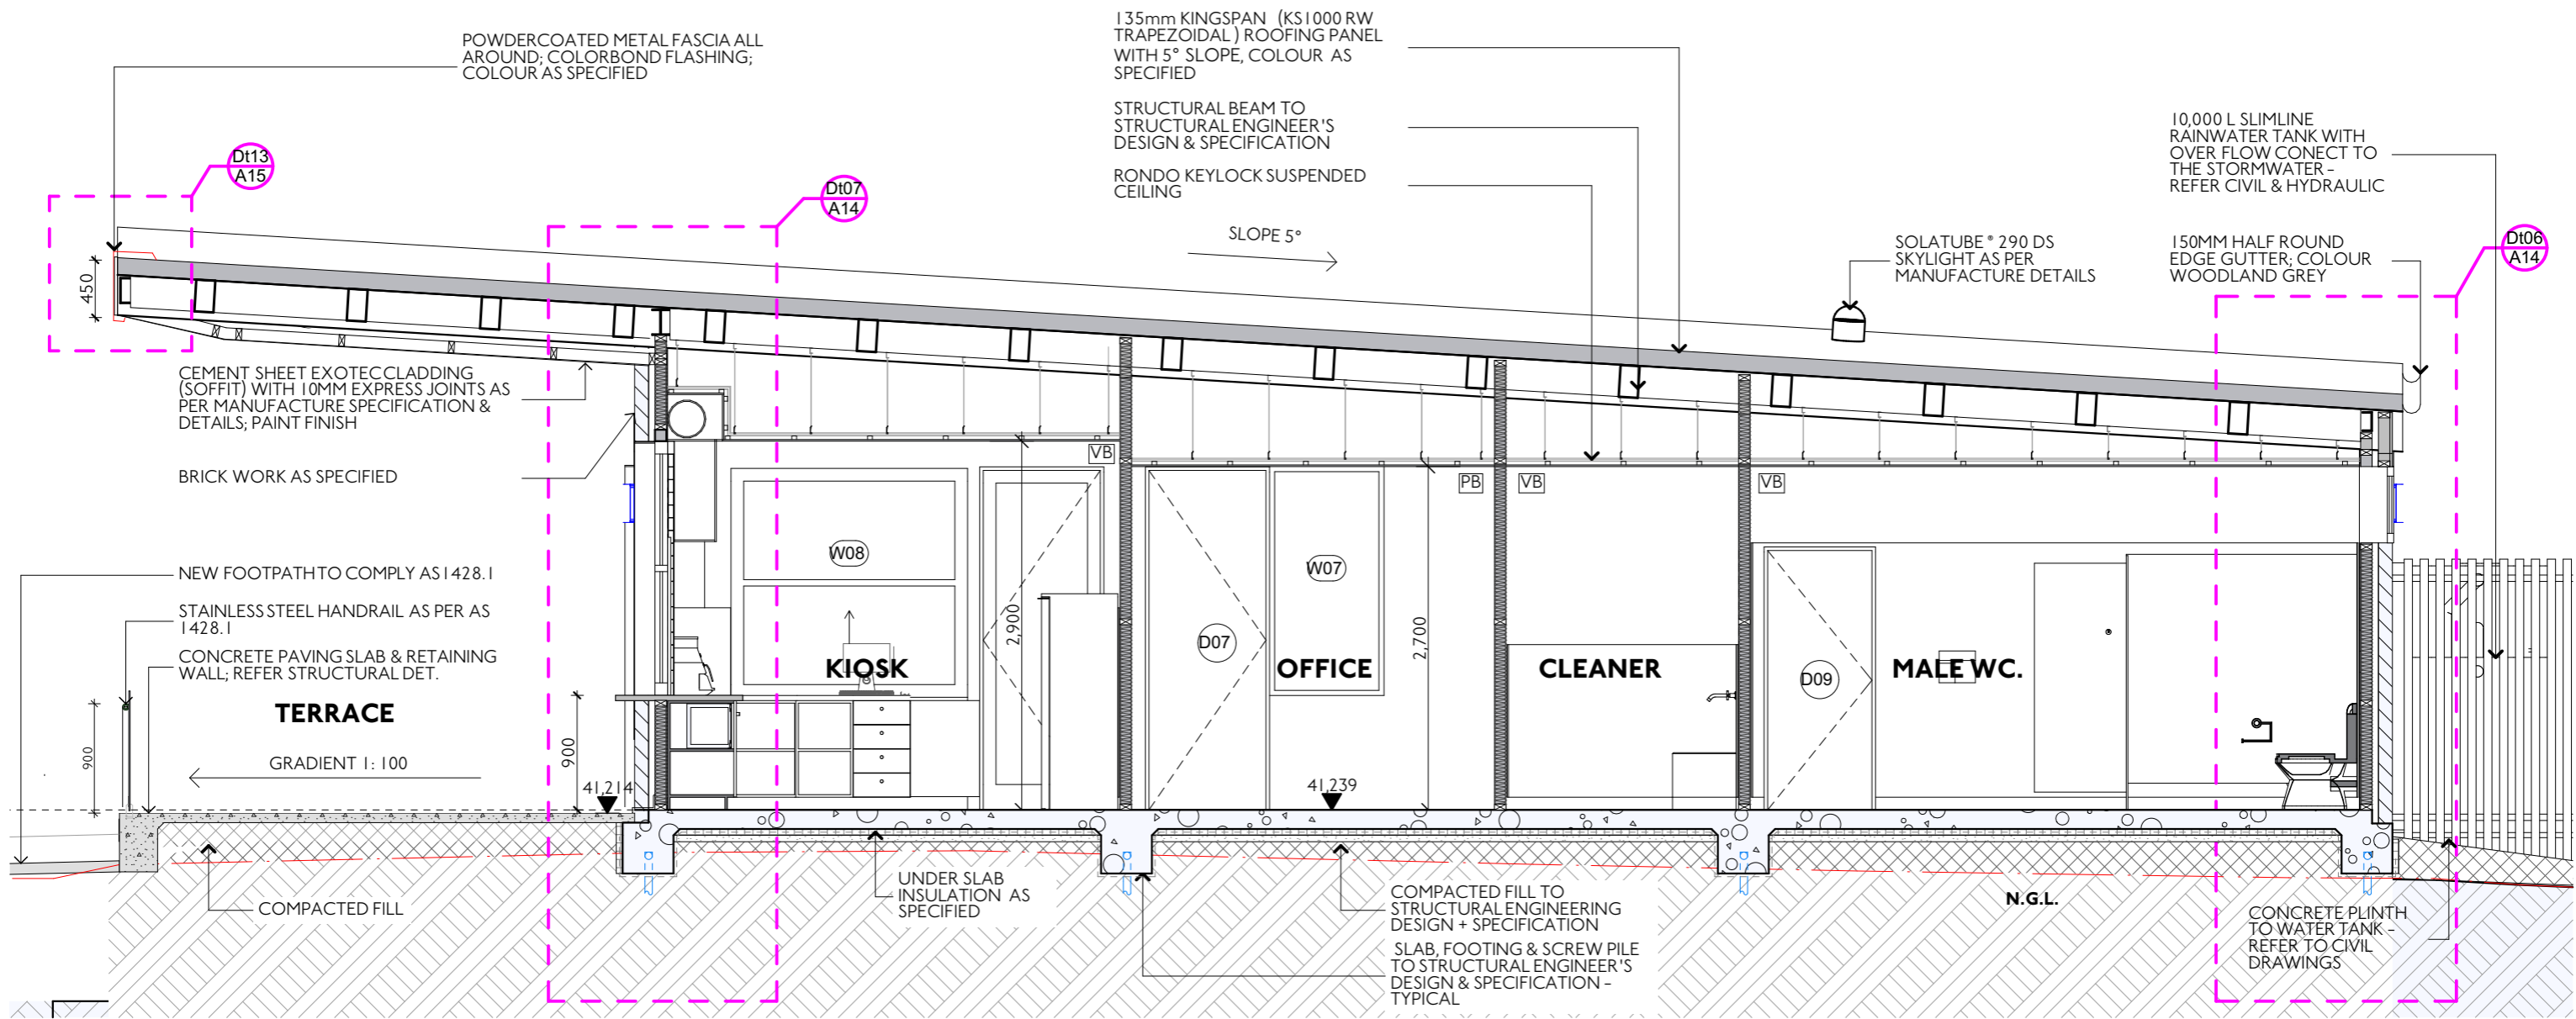 POWDERCOATED METAL FASCIA ALL
AROUND; COLORBOND FLASHING;
COLOUR AS SPECIFIED
135mm KINGSPAN (KS1000 RW
TRAPEZOIDAL ) ROOFING PANEL
WITH 5° SLOPE, COLOUR AS
SPECIFIED
STRUCTURAL BEAM TO
STRUCTURAL ENGINEER'S
DESIGN & SPECIFICATION
RONDO KEYLOCK SUSPENDED
CEILING
10,000 L SLIMLINE
RAINWATER TANK WITH
OVER FLOW CONECT TO
THE STORMWATER -
REFER CIVIL & HYDRAULIC
Dt13
A15
Dt07
A14
SLOPE 5°
SOLATUBE ® 290 DS
SKYLIGHT AS PER
MANUFACTURE DETAILS
150MM HALF ROUND
EDGE GUTTER; COLOUR
WOODLAND GREY
Dt06
A14
450
CEMENT SHEET EXOTEC CLADDING
(SOFFIT) WITH 10MM EXPRESS JOINTS AS
PER MANUFACTURE SPECIFICATION &
DETAILS; PAINT FINISH
BRICK WORK AS SPECIFIED
VB
PB
VB
VB
W08
W07
NEW FOOTPATH TO COMPLY AS1428.1
STAINLESS STEEL HANDRAIL AS PER AS
1428.1
CONCRETE PAVING SLAB & RETAINING
WALL; REFER STRUCTURAL DET.
2,900
2,700
D07
D09
KIOSK
OFFICE
CLEANER
MALE WC.
TERRACE
900
900
GRADIENT 1: 100
41,214
41,239
COMPACTED FILL
UNDER SLAB
INSULATION AS
SPECIFIED
COMPACTED FILL TO
STRUCTURAL ENGINEERING
DESIGN + SPECIFICATION
SLAB, FOOTING & SCREW PILE
TO STRUCTURAL ENGINEER'S
DESIGN & SPECIFICATION -
TYPICAL
N.G.L.
CONCRETE PLINTH
TO WATER TANK -
REFER TO CIVIL
DRAWINGS